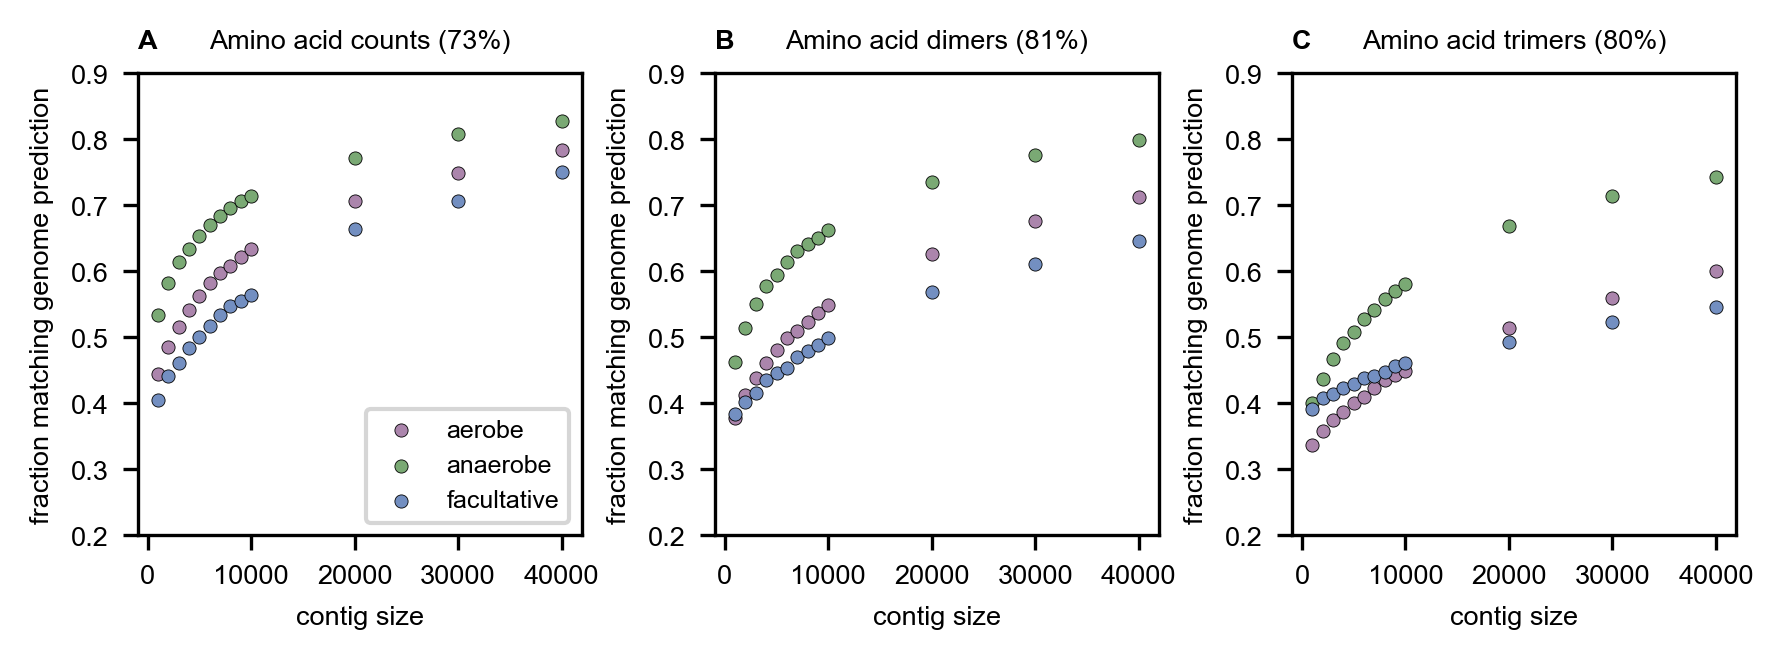 A Amino acid counts (73%)
fraction matching genome prediction
0.9
0.8
0.7
0.6
0.5
0.4
0.3
0.2
aerobe
anaerobe
facultative
0 10000 20000 30000 40000
contig size
B Amino acid dimers (81%)
fraction matching genome prediction
0.9
0.8
0.7
0.6
0.5
0.4
0.3
0.2
0 10000 20000 30000 40000
contig size
C Amino acid trimers (80%)
fraction matching genome prediction
0.9
0.8
0.7
0.6
0.5
0.4
0.3
0.2
0 10000 20000 30000 40000
contig size